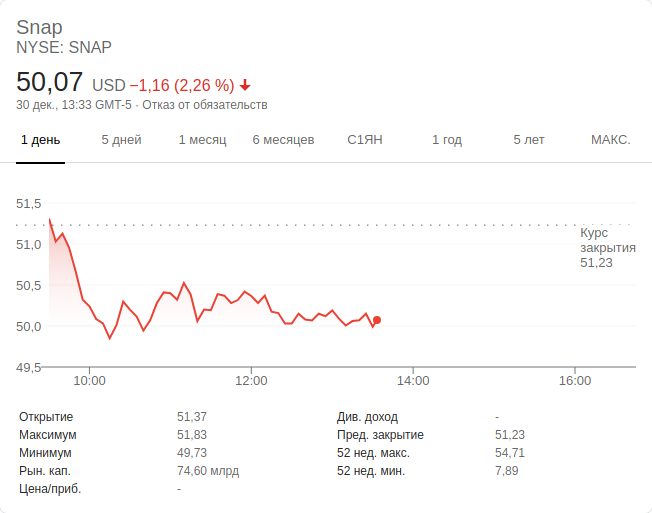 Snap
NYSE: SNAP
50,07 USD −1,16 (2,26 %)
30 дек., 13:33 GMT-5 · Отказ от обязательств
1 день 5 дней 1 месяц 6 месяцев С1ЯН 1 год 5 лет МАКС.
51,5
Курс
закрытия
51,23
51,0
50,5
50,0
49,5
10:00 12:00 14:00 16:00
Открытие 51,37 Див. доход -
Максимум 51,83 Пред. закрытие 51,23
Минимум 49,73 52 нед. макс. 54,71
Рын. кап. 74,60 млрд 52 нед. мин. 7,89
Цена/приб. -